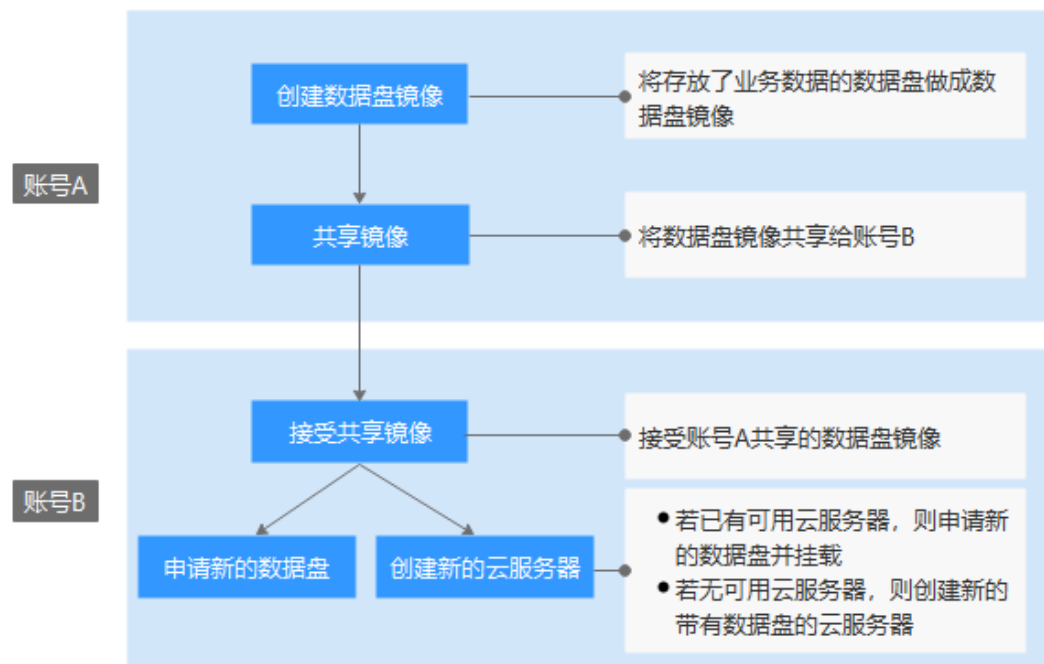 创建数据盘镜像
将存放了业务数据的数据盘做成数
据盘镜像
账号A
共享镜像
将数据盘镜像共享给账号B
接受共享镜像
接受账号A共享的数据盘镜像
账号B
申请新的数据盘
创建新的云服务器
●若已有可用云服务器，则申请新
的数据盘并挂载
●若无可用云服务器，则创建新的
带有数据盘的云服务器